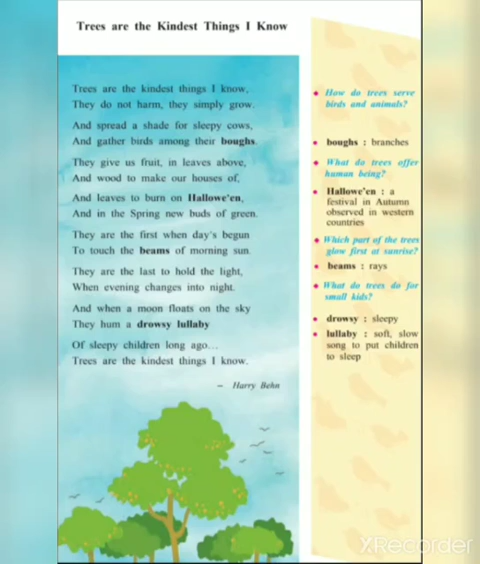 Trees are the Kindest Things I Know
Trees are the kindest things I know,
They do not harm, they simply grow.
And spread a shade for sleepy cows,
And gather birds among their boughs.
They give us fruit, in leaves above,
And wood to make our houses of,
And leaves to burn on Hallowe'en,
And in the Spring new buds of green.
They are the first when day's begun
To touch the beams of morning sun.
They are the last to hold the light,
When evening changes into night.
And when a moon floats on the sky
They hum a drowsy lullaby
Of sleepy children long ago...
Trees are the kindest things I know.
– Harry Behn
How do trees serve
birds and animals?
boughs : branches
What do trees offer
human being?
Hallowe'en : a
festival in Autumn
observed in western
countries
Which part of the trees
glow first at sunrise?
beams : rays
What do trees do for
small kids?
drowsy : sleepy
lullaby : soft, slow
song to put children
to sleep
XRecorder